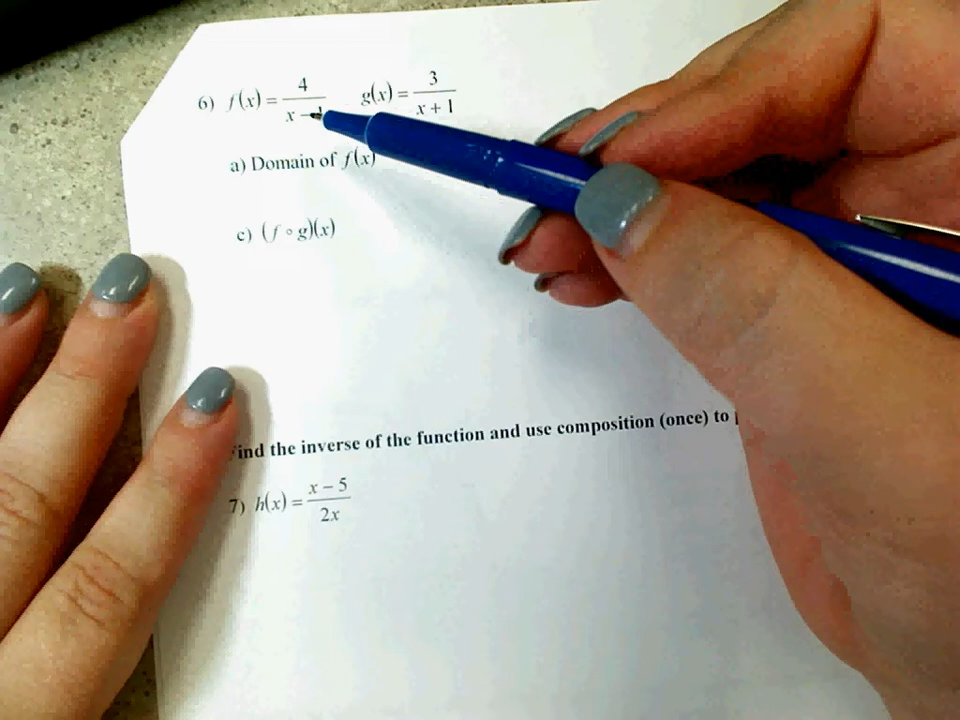 6) f(x) = 4/(x − g(x) = 3/(x + 1)
a) Domain of f(x)
c) (f ∘ g)(x)
ind the inverse of the function and use composition (once) to
7) h(x) = (x − 5)/(2x)